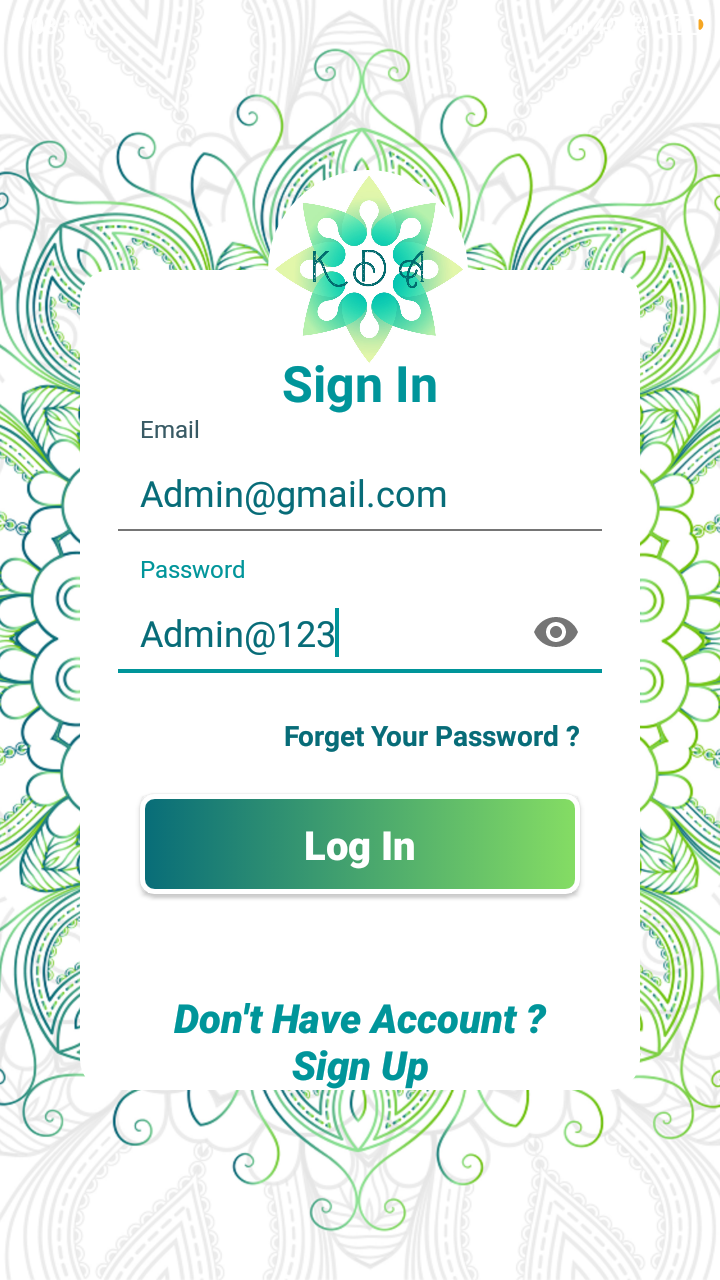 KDA
Sign In
Email
Admin@gmail.com
Password
Admin@123
Forget Your Password ?
Log In
Don't Have Account ?
Sign Up